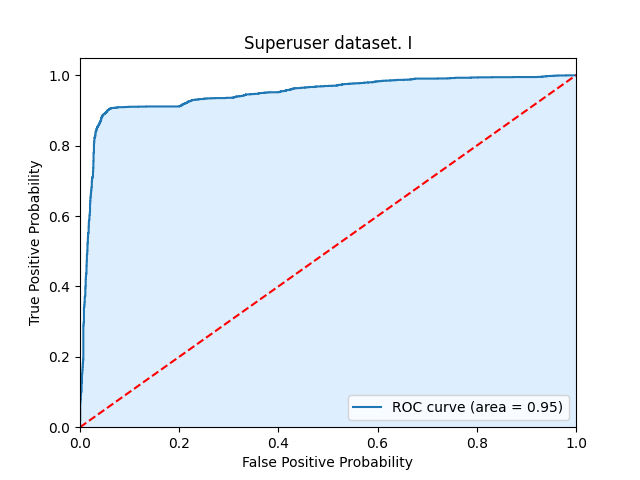 Superuser dataset. I
True Positive Probability
1.0
0.8
0.6
0.4
0.2
0.0
ROC curve (area = 0.95)
0.0 0.2 0.4 0.6 0.8 1.0
False Positive Probability